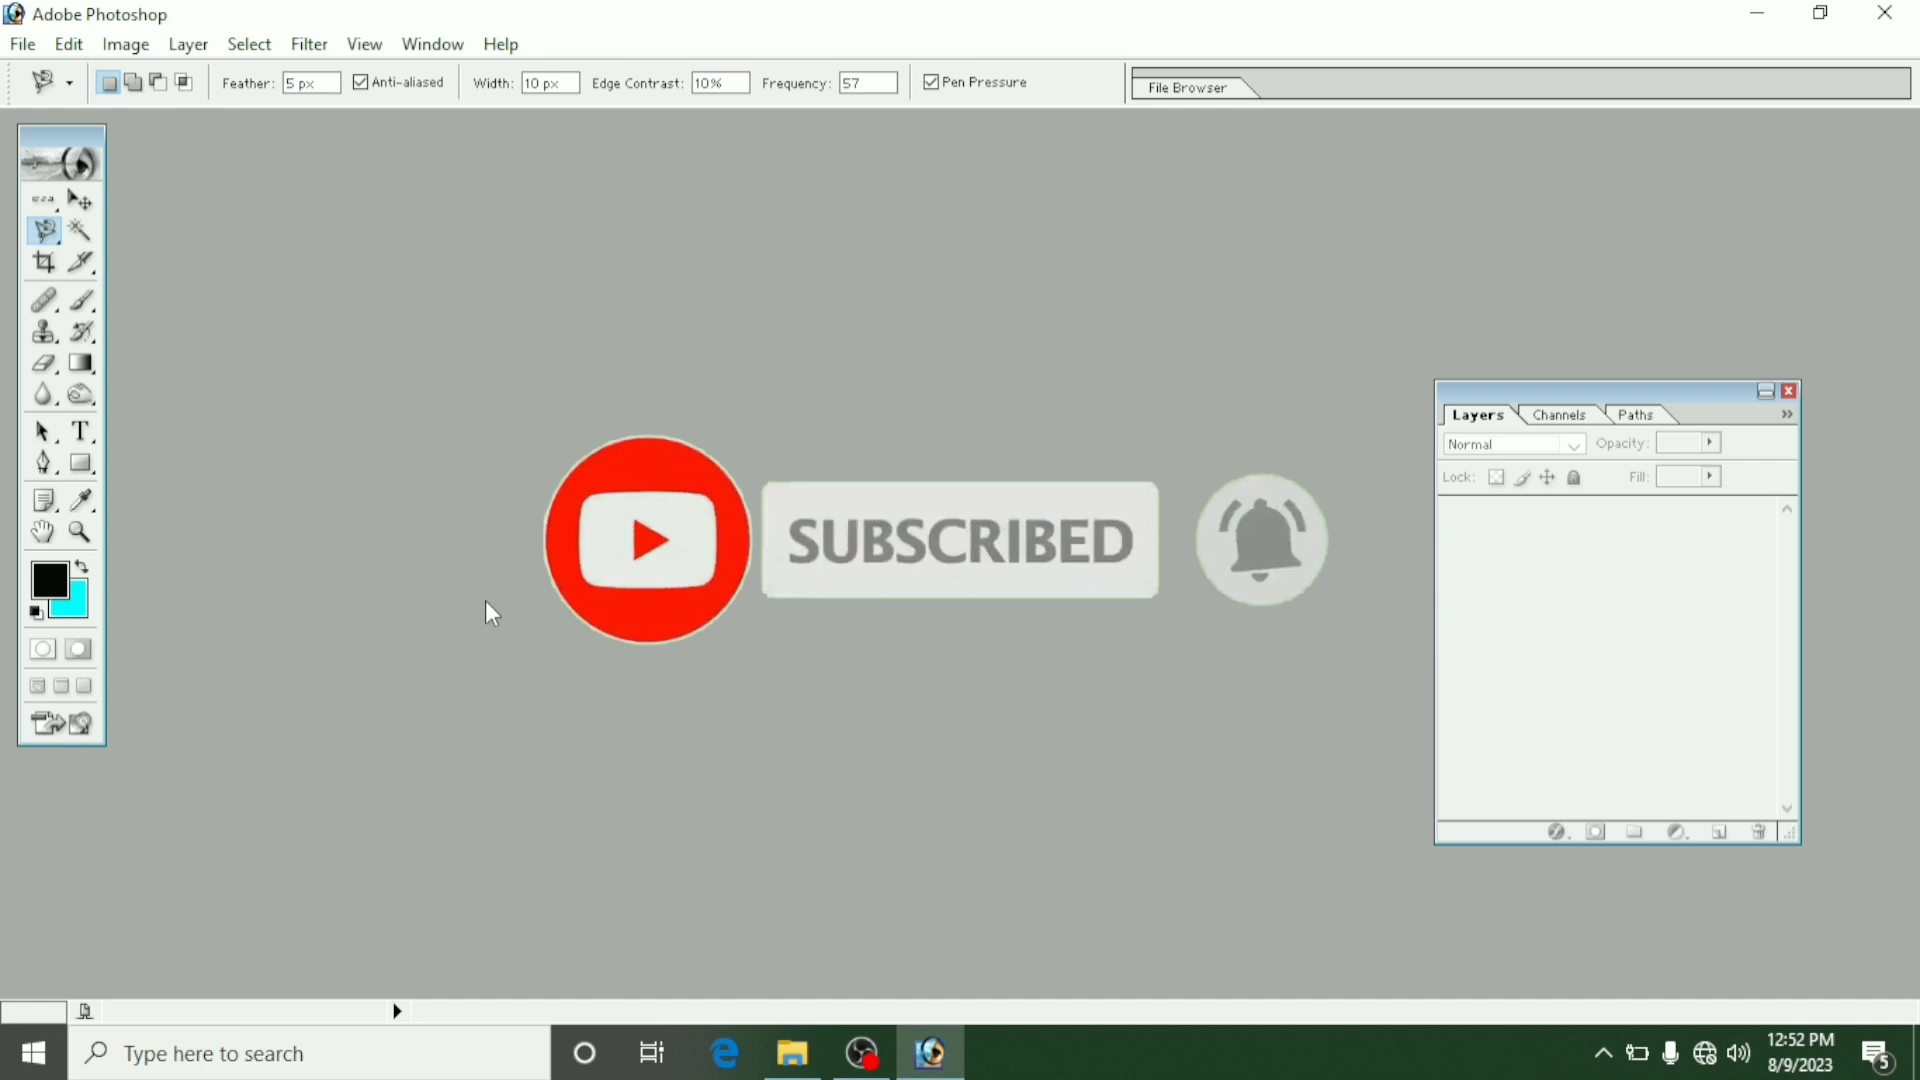 Adobe Photoshop
File Edit Image Layer Select Filter View Window Help
Feather: 5 px Anti-aliased Width: 10 px Edge Contrast: 10% Frequency: 57 Pen Pressure File Browser
T
Layers Channels Paths
Normal Opacity:
Lock: Fill:
SUBSCRIBED
Type here to search
12:52 PM
8/9/2023
5